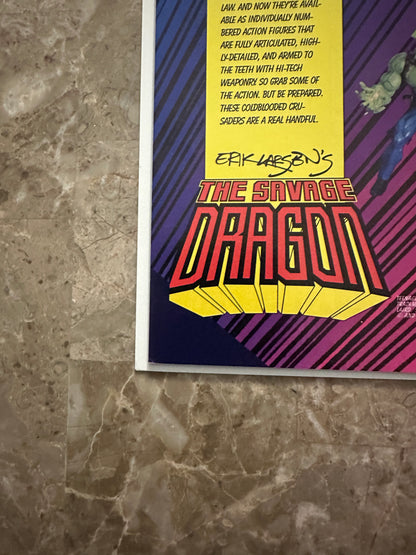 LAW. AND NOW THEY'RE AVAIL-
ABLE AS INDIVIDUALLY NUM-
BERED ACTION FIGURES THAT
ARE FULLY ARTICULATED, HIGH-
LY-DETAILED, AND ARMED TO
THE TEETH WITH HI-TECH
WEAPONRY. SO GRAB SOME OF
THE ACTION. BUT BE PREPARED.
THESE COLDBLOODED CRU-
SADERS ARE A REAL HANDFUL.
ERIK LARSEN'S
THE SAVAGE
DRAGON